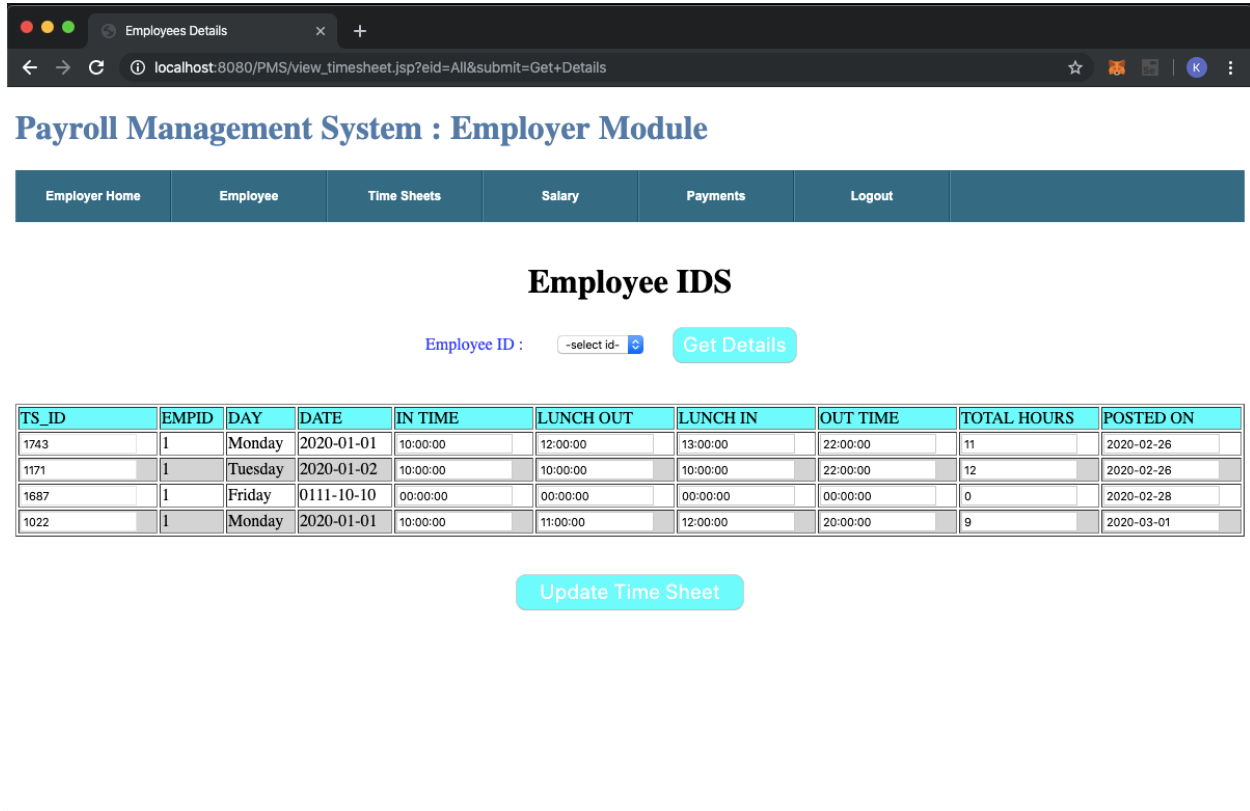 Employees Details
localhost:8080/PMS/view_timesheet.jsp?eid=All&submit=Get+Details
K
Payroll Management System : Employer Module
Employer Home Employee Time Sheets Salary Payments Logout
Employee IDS
Employee ID : -select id- Get Details
TS_ID EMPID DAY DATE IN TIME LUNCH OUT LUNCH IN OUT TIME TOTAL HOURS POSTED ON
1743 1 Monday 2020-01-01 10:00:00 12:00:00 13:00:00 22:00:00 11 2020-02-26
1171 1 Tuesday 2020-01-02 10:00:00 10:00:00 10:00:00 22:00:00 12 2020-02-26
1687 1 Friday 0111-10-10 00:00:00 00:00:00 00:00:00 00:00:00 0 2020-02-28
1022 1 Monday 2020-01-01 10:00:00 11:00:00 12:00:00 20:00:00 9 2020-03-01
Update Time Sheet